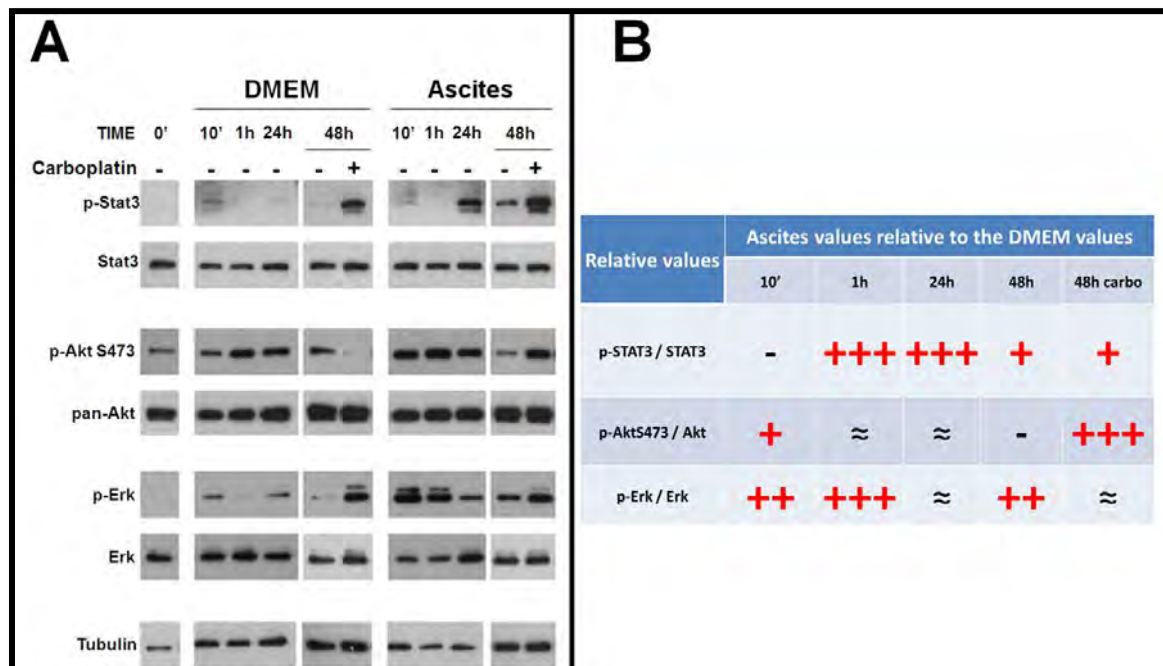 A
DMEM Ascites
TIME 0' 10' 1h 24h 48h 10' 1h 24h 48h
Carboplatin - - - - - + - - - - +
p-Stat3
Stat3
p-Akt S473
pan-Akt
p-Erk
Erk
Tubulin
B
Relative values
Ascites values relative to the DMEM values
10' 1h 24h 48h 48h carbo
p-STAT3 / STAT3 - +++ +++ + +
p-AktS473 / Akt + ≈ ≈ - +++
p-Erk / Erk ++ +++ ≈ ++ ≈